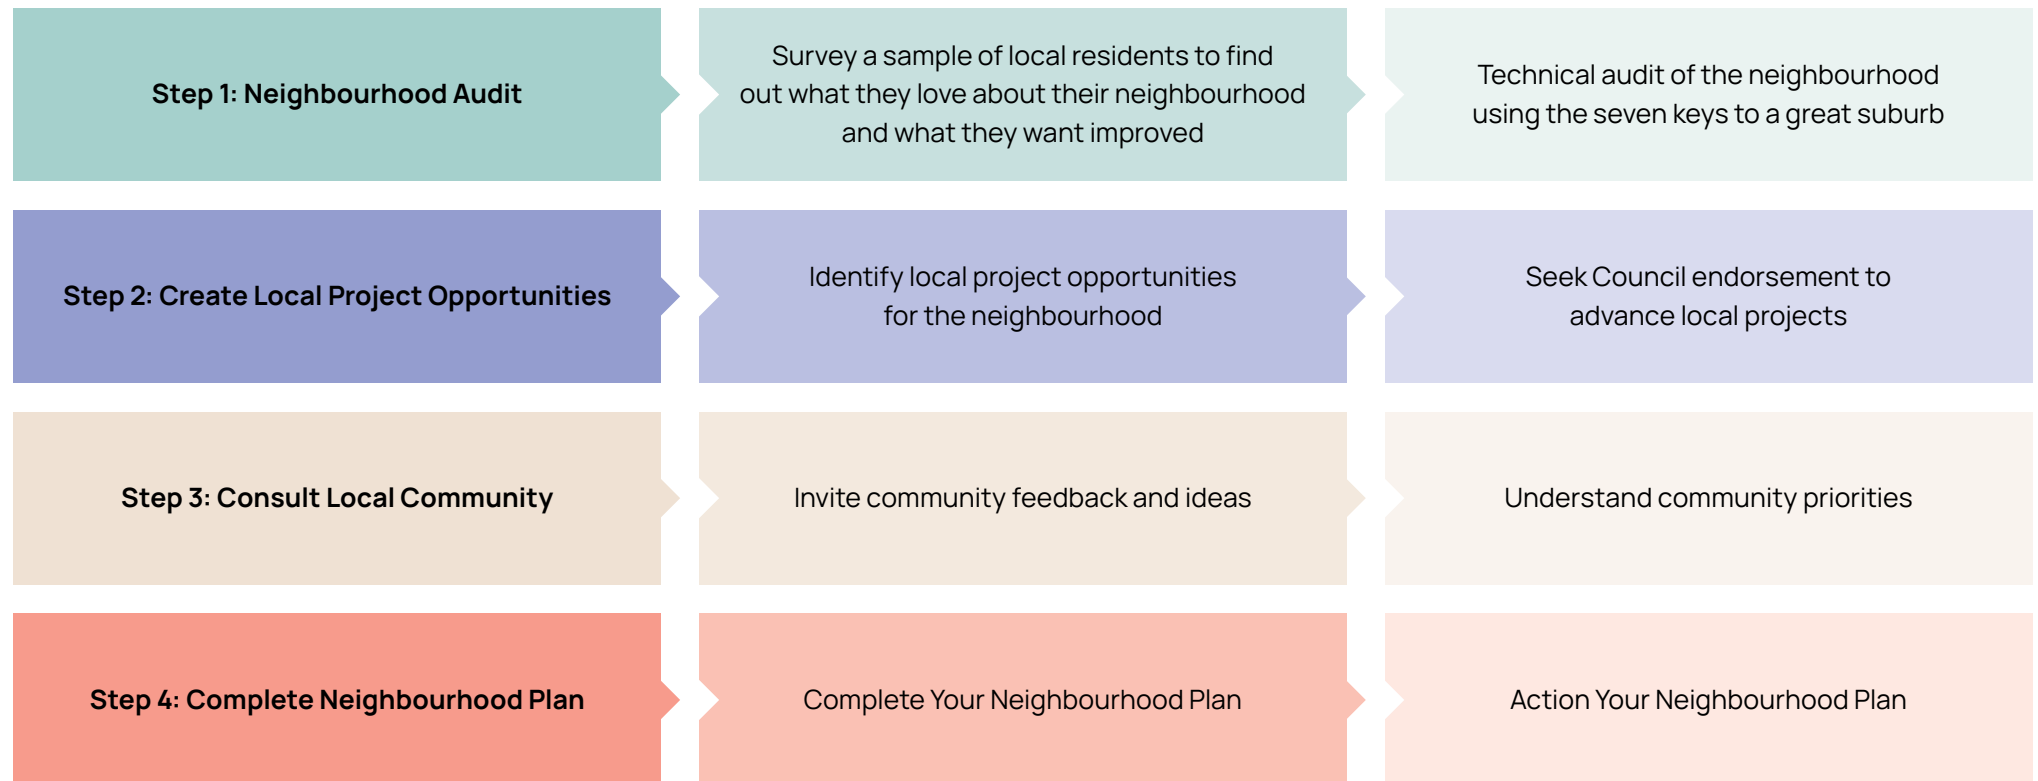 Step 1: Neighbourhood Audit
Survey a sample of local residents to find
out what they love about their neighbourhood
and what they want improved
Technical audit of the neighbourhood
using the seven keys to a great suburb
Step 2: Create Local Project Opportunities
Identify local project opportunities
for the neighbourhood
Seek Council endorsement to
advance local projects
Step 3: Consult Local Community
Invite community feedback and ideas
Understand community priorities
Step 4: Complete Neighbourhood Plan
Complete Your Neighbourhood Plan
Action Your Neighbourhood Plan